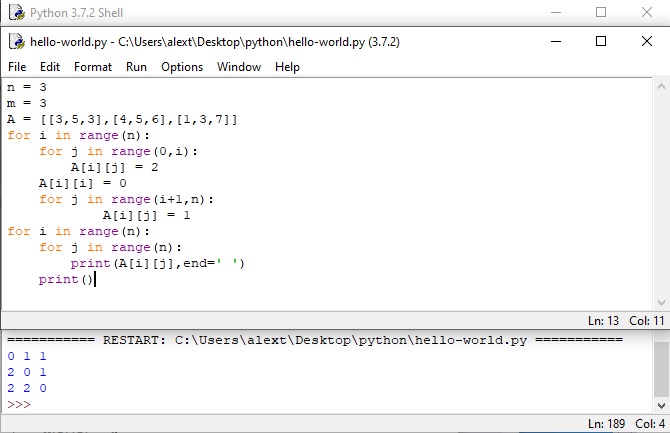 Python 3.7.2 Shell
hello-world.py - C:\Users\alext\Desktop\python\hello-world.py (3.7.2)
File Edit Format Run Options Window Help
n = 3
m = 3
A = [[3,5,3],[4,5,6],[1,3,7]]
for i in range(n):
    for j in range(0,i):
        A[i][j] = 2
    A[i][i] = 0
    for j in range(i+1,n):
            A[i][j] = 1
for i in range(n):
    for j in range(n):
        print(A[i][j],end=' ')
    print()
Ln: 13 Col: 11
=========== RESTART: C:\Users\alext\Desktop\python\hello-world.py ===========
0 1 1
2 0 1
2 2 0
>>>
Ln: 189 Col: 4